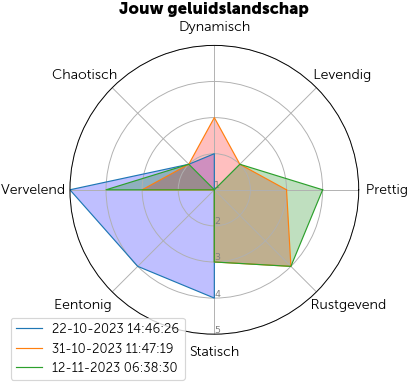 Jouw geluidslandschap
Dynamisch
Chaotisch
Levendig
Vervelend
Prettig
2
3
4
5
Eentonig
Rustgevend
Statisch
22-10-2023 14:46:26
31-10-2023 11:47:19
12-11-2023 06:38:30